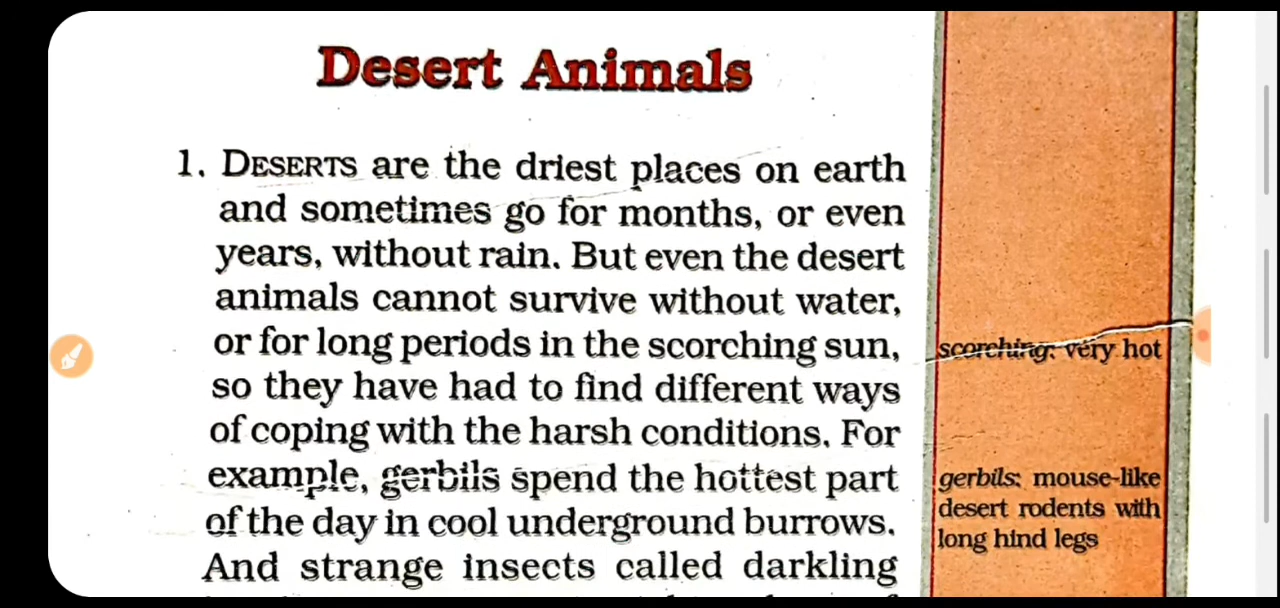 Desert Animals
1. DESERTS are the driest places on earth
and sometimes go for months, or even
years, without rain. But even the desert
animals cannot survive without water,
or for long periods in the scorching sun,
so they have had to find different ways
of coping with the harsh conditions. For
example, gerbils spend the hottest part
of the day in cool underground burrows.
And strange insects called darkling
scorching: very hot
gerbils: mouse-like
desert rodents with
long hind legs